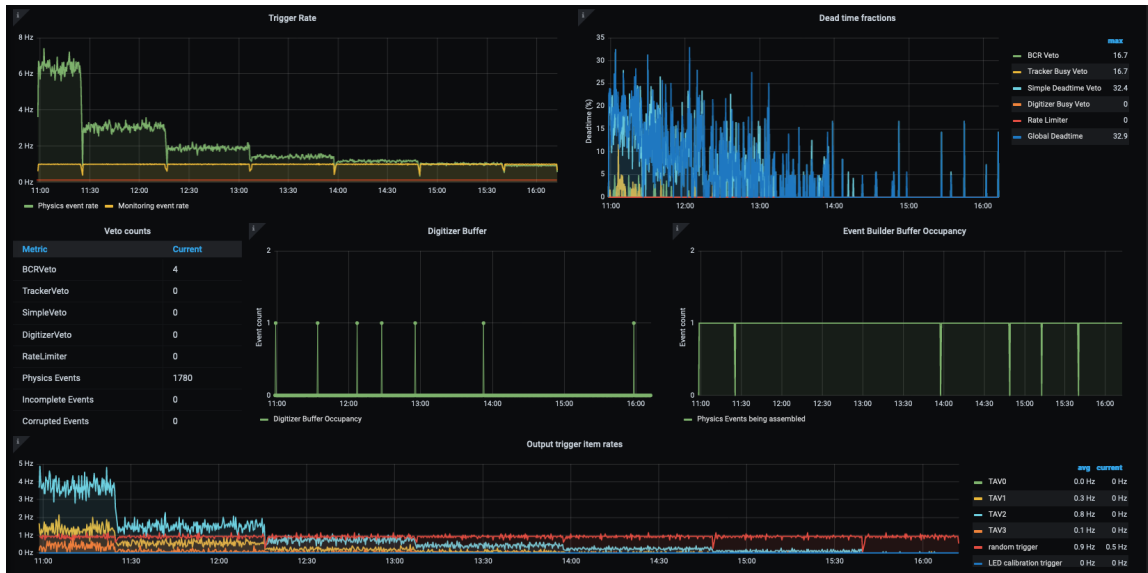 Trigger Rate
8 Hz
6 Hz
4 Hz
2 Hz
0 Hz
11:00 11:30 12:00 12:30 13:00 13:30 14:00 14:30 15:00 15:30 16:00
Physics event rate Monitoring event rate
Dead time fractions
Deadtime (%)
35
30
25
20
15
10
5
0
11:00 12:00 13:00 14:00 15:00 16:00
max
BCR Veto 16.7
Tracker Busy Veto 16.7
Simple Deadtime Veto 32.4
Digitizer Busy Veto 0
Rate Limiter 0
Global Deadtime 32.9
Veto counts
Metric Current
BCRVeto 4
TrackerVeto 0
SimpleVeto 0
DigitizerVeto 0
RateLimiter 0
Physics Events 1780
Incomplete Events 0
Corrupted Events 0
Digitizer Buffer
Event count
2
1
0
11:00 12:00 13:00 14:00 15:00 16:00
Digitizer Buffer Occupancy
Event Builder Buffer Occupancy
Event count
2
1
0
11:00 11:30 12:00 12:30 13:00 13:30 14:00 14:30 15:00 15:30 16:00
Physics Events being assembled
Output trigger item rates
5 Hz
4 Hz
3 Hz
2 Hz
1 Hz
0 Hz
11:00 11:30 12:00 12:30 13:00 13:30 14:00 14:30 15:00 15:30 16:00
avg current
TAV0 0.0 Hz 0 Hz
TAV1 0.3 Hz 0 Hz
TAV2 0.8 Hz 0 Hz
TAV3 0.1 Hz 0 Hz
random trigger 0.9 Hz 0.5 Hz
LED calibration trigger 0 Hz 0 Hz